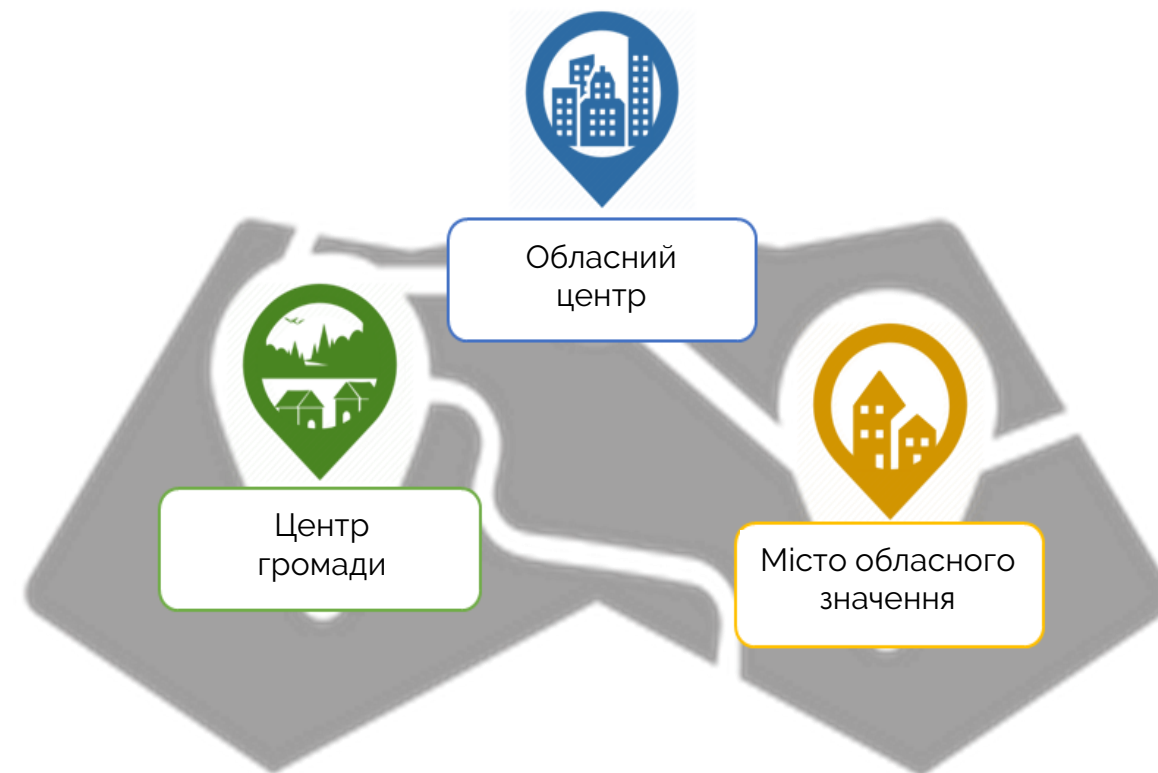 Обласний
центр
Центр
громади
Місто обласного
значення